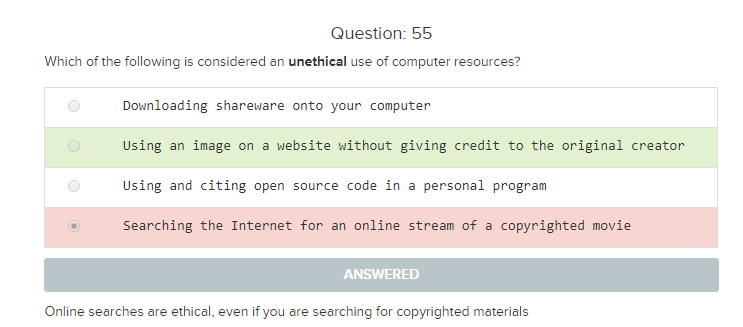 Question: 55
Which of the following is considered an unethical use of computer resources?
Downloading shareware onto your computer
Using an image on a website without giving credit to the original creator
Using and citing open source code in a personal program
Searching the Internet for an online stream of a copyrighted movie
ANSWERED
Online searches are ethical, even if you are searching for copyrighted materials